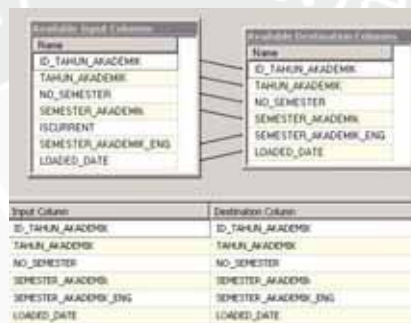 Available Input Columns
Name
ID_TAHUN_AKADEMIK
TAHUN_AKADEMIK
NO_SEMESTER
SEMESTER_AKADEMIK
ISCURRENT
SEMESTER_AKADEMIK_ENG
LOADED_DATE
Available Destination Columns
Name
ID_TAHUN_AKADEMIK
TAHUN_AKADEMIK
NO_SEMESTER
SEMESTER_AKADEMIK
SEMESTER_AKADEMIK_ENG
LOADED_DATE
Input Column Destination Column
ID_TAHUN_AKADEMIK ID_TAHUN_AKADEMIK
TAHUN_AKADEMIK TAHUN_AKADEMIK
NO_SEMESTER NO_SEMESTER
SEMESTER_AKADEMIK SEMESTER_AKADEMIK
SEMESTER_AKADEMIK_ENG SEMESTER_AKADEMIK_ENG
LOADED_DATE LOADED_DATE